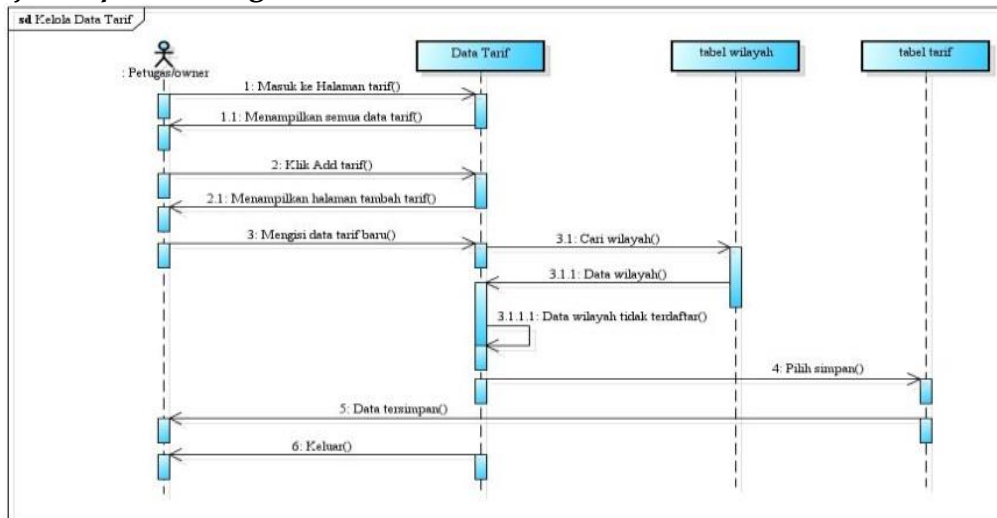 sd Kelola Data Tarif
: Petugas/owner
Data Tarif
tabel wilayah
tabel tarif
1: Masuk ke Halaman tarif()
1.1: Menampilkan semua data tarif()
2: Klik Add tarif()
2.1: Menampilkan halaman tambah tarif()
3: Mengisi data tarif baru()
3.1: Cari wilayah()
3.1.1: Data wilayah()
3.1.1.1: Data wilayah tidak terdaftar()
4: Pilih simpan()
5: Data tersimpan()
6: Keluar()